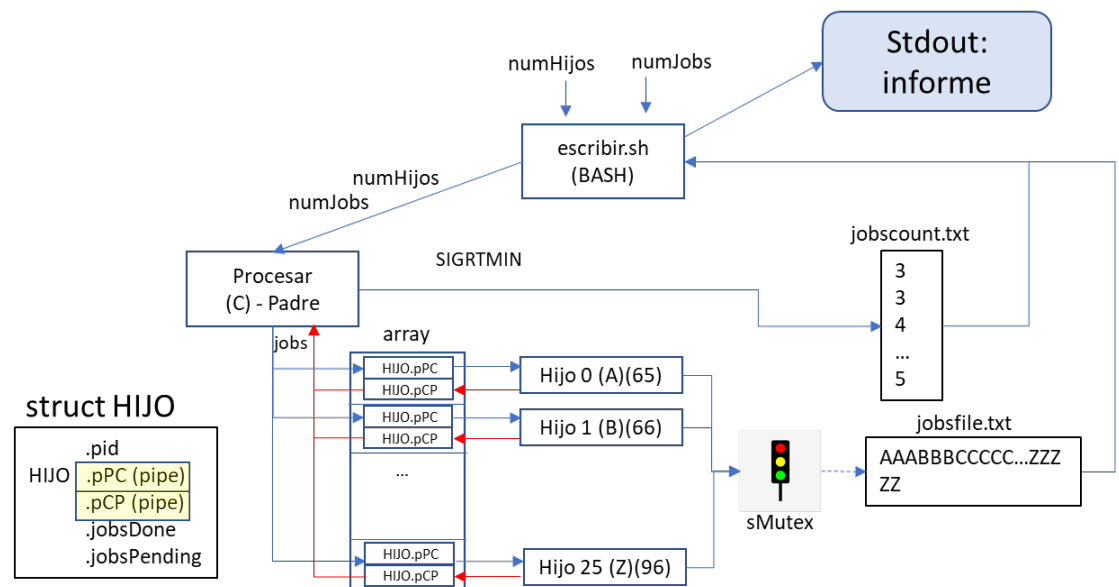 Stdout:
informe
numHijos
numJobs
escribir.sh
(BASH)
numHijos
numJobs
jobscount.txt
3
3
4
...
5
SIGRTMIN
Procesar
(C) - Padre
jobs
array
HIJO.pPC
HIJO.pCP
Hijo 0 (A)(65)
HIJO.pPC
HIJO.pCP
Hijo 1 (B)(66)
...
HIJO.pPC
HIJO.pCP
Hijo 25 (Z)(96)
struct HIJO
.pid
HIJO
.pPC (pipe)
.pCP (pipe)
.jobsDone
.jobsPending
sMutex
jobsfile.txt
AAABBBCCCCC...ZZZ
ZZ